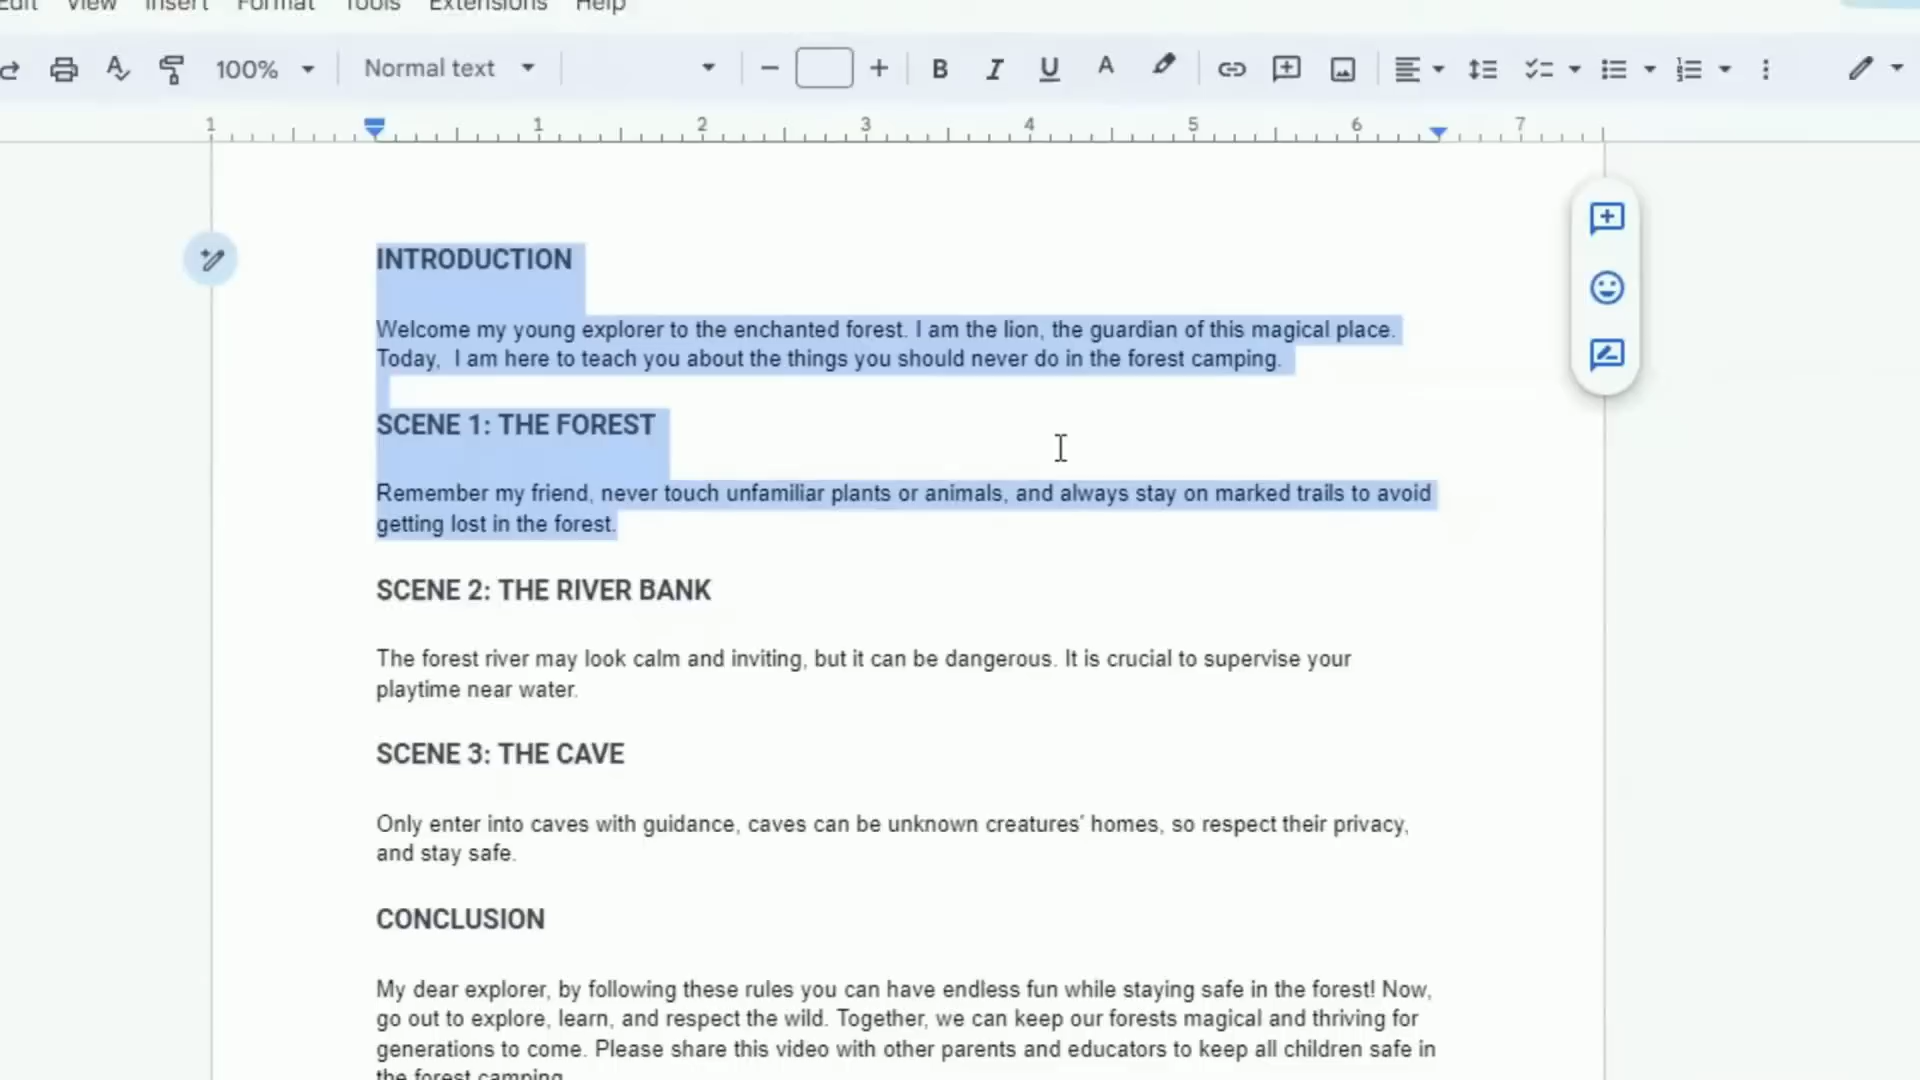 Edit View Insert Format Tools Extensions Help
100% Normal text B I U A
1 1 2 3 4 5 6 7
INTRODUCTION
Welcome my young explorer to the enchanted forest. I am the lion, the guardian of this magical place.
Today,  I am here to teach you about the things you should never do in the forest camping.
SCENE 1: THE FOREST
Remember my friend, never touch unfamiliar plants or animals, and always stay on marked trails to avoid
getting lost in the forest.
SCENE 2: THE RIVER BANK
The forest river may look calm and inviting, but it can be dangerous. It is crucial to supervise your
playtime near water.
SCENE 3: THE CAVE
Only enter into caves with guidance, caves can be unknown creatures' homes, so respect their privacy,
and stay safe.
CONCLUSION
My dear explorer, by following these rules you can have endless fun while staying safe in the forest! Now,
go out to explore, learn, and respect the wild. Together, we can keep our forests magical and thriving for
generations to come. Please share this video with other parents and educators to keep all children safe in
the forest camping.